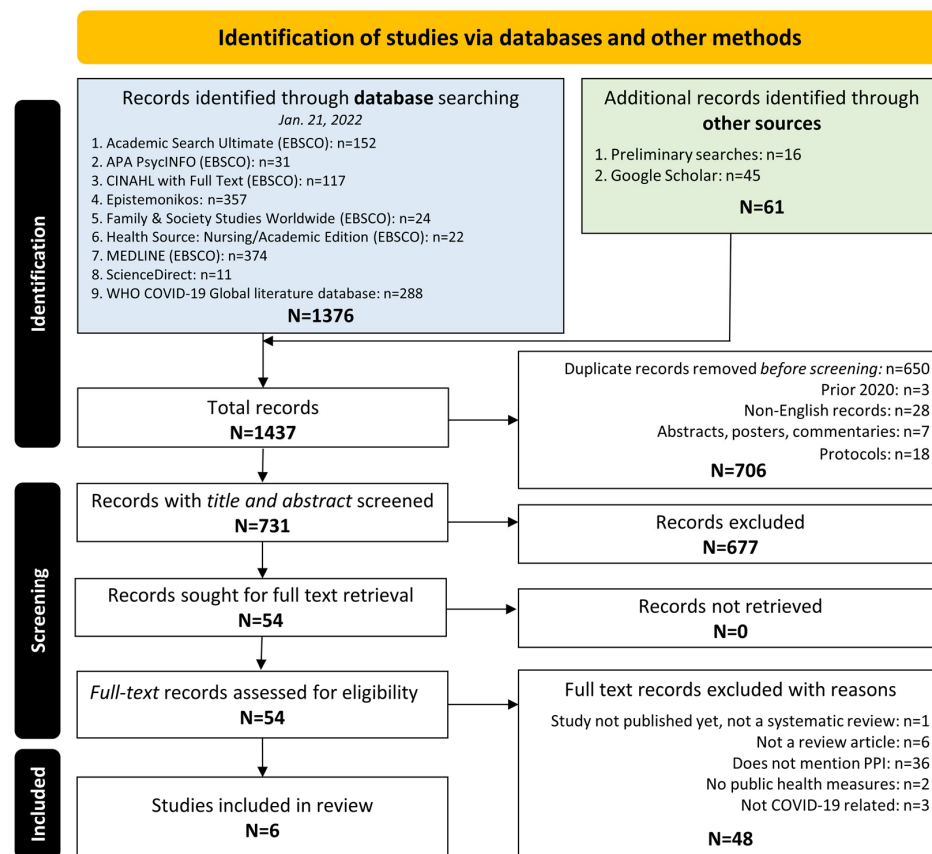 Identification of studies via databases and other methods
Identification
Records identified through database searching
Jan. 21, 2022
1. Academic Search Ultimate (EBSCO): n=152
2. APA PsycINFO (EBSCO): n=31
3. CINAHL with Full Text (EBSCO): n=117
4. Epistemonikos: n=357
5. Family & Society Studies Worldwide (EBSCO): n=24
6. Health Source: Nursing/Academic Edition (EBSCO): n=22
7. MEDLINE (EBSCO): n=374
8. ScienceDirect: n=11
9. WHO COVID-19 Global literature database: n=288
N=1376
Additional records identified through
other sources
1. Preliminary searches: n=16
2. Google Scholar: n=45
N=61
Total records
N=1437
Duplicate records removed before screening: n=650
Prior 2020: n=3
Non-English records: n=28
Abstracts, posters, commentaries: n=7
Protocols: n=18
N=706
Screening
Records with title and abstract screened
N=731
Records excluded
N=677
Records sought for full text retrieval
N=54
Records not retrieved
N=0
Full-text records assessed for eligibility
N=54
Full text records excluded with reasons
Study not published yet, not a systematic review: n=1
Not a review article: n=6
Does not mention PPI: n=36
No public health measures: n=2
Not COVID-19 related: n=3
N=48
Included
Studies included in review
N=6